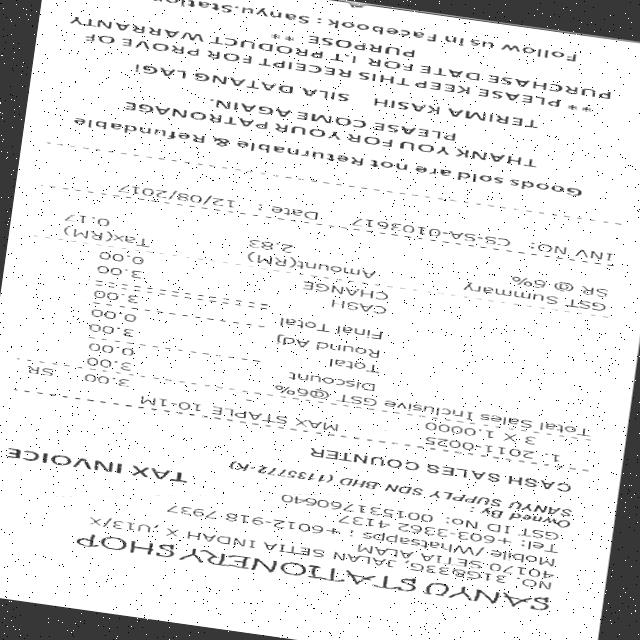 SANYU STATIONERY SHOP
NO. 31G&33G, JALAN SETIA INDAH X ,U13/X
40170 SETIA ALAM
Mobile /Whatsapps : +6012-918 7937
Tel: +603-3362 4137
GST ID No: 001531760640
Owned By :
SANYU SUPPLY SDN BHD (1135772-K)
TAX INVOICE
CASH SALES COUNTER
1. 2011-0025 MAX STAPLE 10-1M
3 X 1.0000 3.00 SR
Total Sales Inclusive GST @6% 3.00
Discount 0.00
Total 3.00
Round Adj 0.00
Final Total 3.00
CASH 3.00
CHANGE 0.00
GST Summary Amount(RM) Tax(RM)
SR @ 6% 2.83 0.17
INV NO: CS-SA-0103617 Date : 12/09/2017
Goods sold are not Returnable & Refundable
THANK YOU FOR YOUR PATRONAGE
PLEASE COME AGAIN.
TERIMA KASIH SILA DATANG LAGI
** PLEASE KEEP THIS RECEIPT FOR PROVE OF
PURCHASE DATE FOR I.T PRODUCT WARRANTY
PURPOSE **
Follow us in Facebook : Sanyu.Station